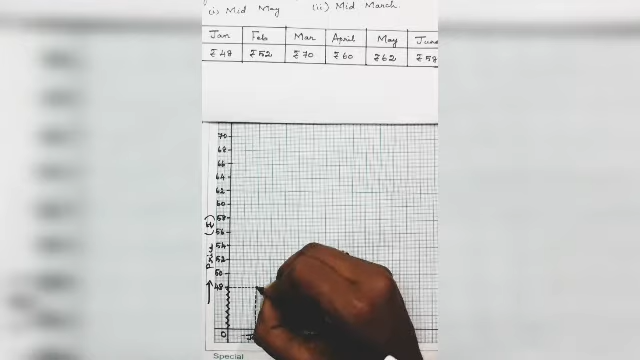 (i) Mid May (ii) Mid March.
Jan Feb Mar April May June
₹48 ₹52 ₹70 ₹60 ₹62 ₹58
70
68
66
64
62
60
58
56
54
52
50
48
0
→ Price (₹)
Special